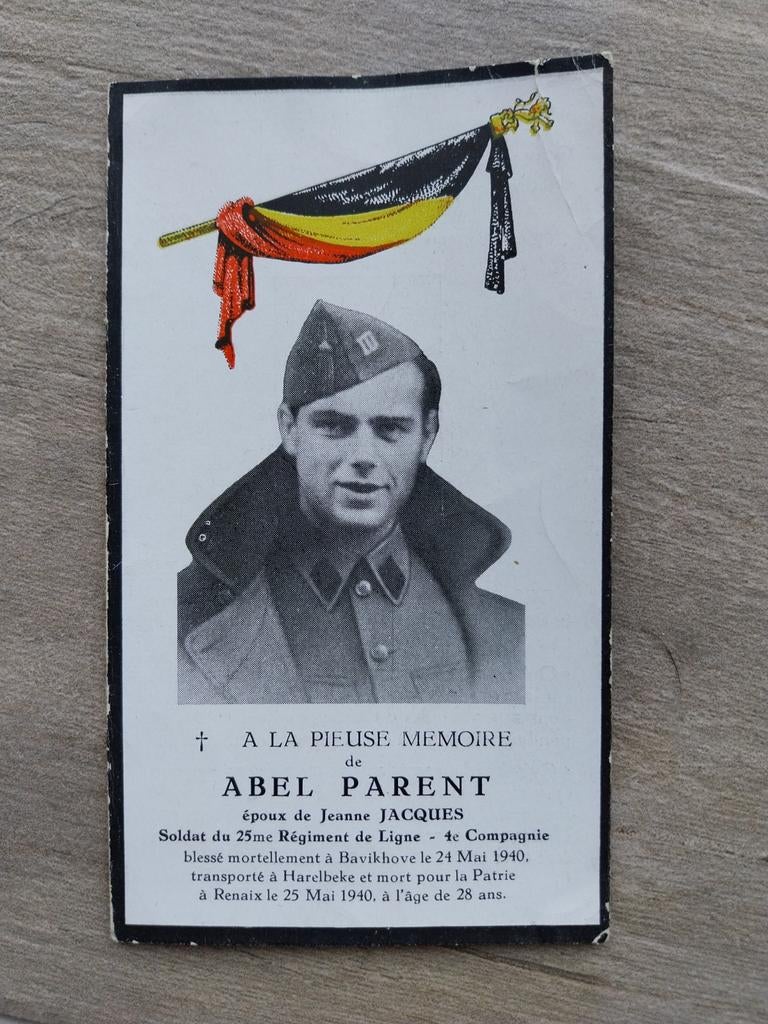 † A LA PIEUSE MEMOIRE
de
ABEL PARENT
époux de Jeanne JACQUES
Soldat du 25me Régiment de Ligne - 4e Compagnie
blessé mortellement à Bavikhove le 24 Mai 1940,
transporté à Harelbeke et mort pour la Patrie
à Renaix le 25 Mai 1940, à l'âge de 28 ans.